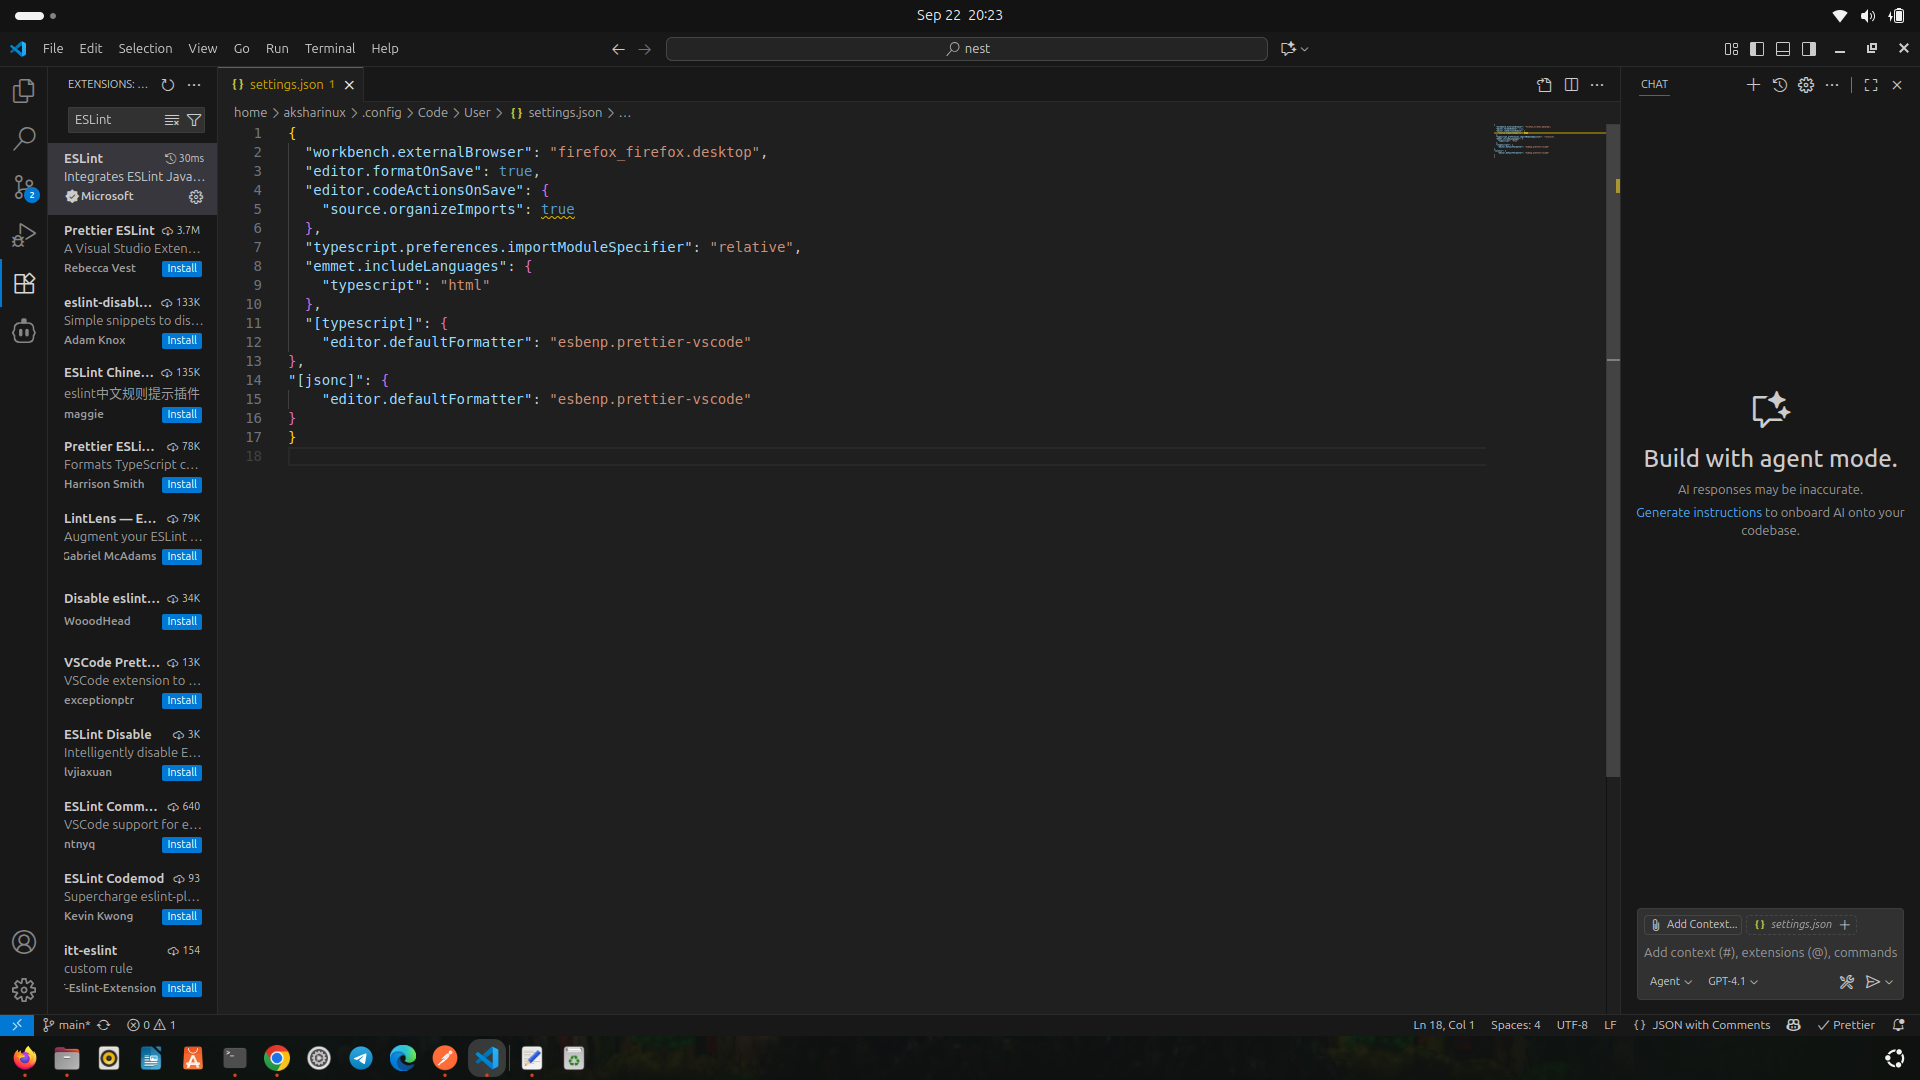 Sep 22 20:23
File Edit Selection View Go Run Terminal Help
nest
EXTENSIONS: ...
ESLint
ESLint 30ms
Integrates ESLint Java...
Microsoft
Prettier ESLint 3.7M
A Visual Studio Exten...
Rebecca Vest Install
eslint-disabl... 133K
Simple snippets to dis...
Adam Knox Install
ESLint Chine... 135K
eslint中文规则提示插件
maggie Install
Prettier ESLi... 78K
Formats TypeScript c...
Harrison Smith Install
LintLens — E... 79K
Augment your ESLint ...
Gabriel McAdams Install
Disable eslint... 34K
WooodHead Install
VSCode Prett... 13K
VSCode extension to ...
exceptionptr Install
ESLint Disable 3K
Intelligently disable E...
lvjiaxuan Install
ESLint Comm... 640
VSCode support for e...
ntnyq Install
ESLint Codemod 93
Supercharge eslint-pl...
Kevin Kwong Install
itt-eslint 154
custom rule
-Eslint-Extension Install
{} settings.json 1
home > aksharinux > .config > Code > User > {} settings.json > ...
1 {
2 "workbench.externalBrowser": "firefox_firefox.desktop",
3 "editor.formatOnSave": true,
4 "editor.codeActionsOnSave": {
5 "source.organizeImports": true
6 },
7 "typescript.preferences.importModuleSpecifier": "relative",
8 "emmet.includeLanguages": {
9 "typescript": "html"
10 },
11 "[typescript]": {
12 "editor.defaultFormatter": "esbenp.prettier-vscode"
13 },
14 "[jsonc]": {
15 "editor.defaultFormatter": "esbenp.prettier-vscode"
16 }
17 }
18
CHAT
Build with agent mode.
AI responses may be inaccurate.
Generate instructions to onboard AI onto your
codebase.
Add Context... {} settings.json +
Add context (#), extensions (@), commands
Agent GPT-4.1
2
main* 0 1
Ln 18, Col 1 Spaces: 4 UTF-8 LF {} JSON with Comments Prettier